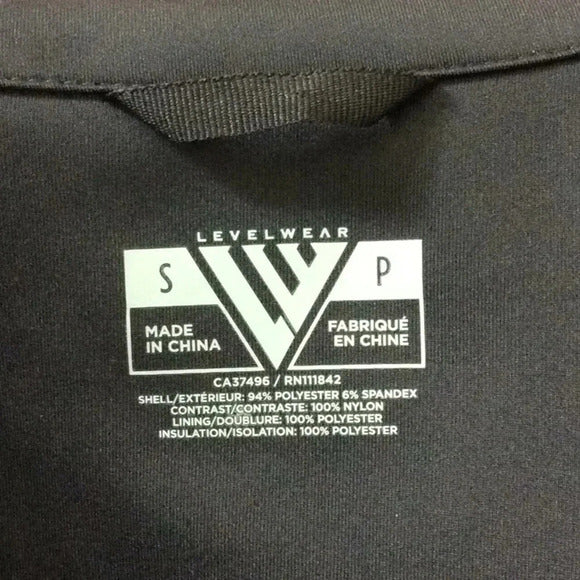 LEVELWEAR
S P
MADE IN CHINA
FABRIQUÉ EN CHINE
CA37496 / RN111842
SHELL/EXTÉRIEUR: 94% POLYESTER 6% SPANDEX
CONTRAST/CONTRASTE: 100% NYLON
LINING/DOUBLURE: 100% POLYESTER
INSULATION/ISOLATION: 100% POLYESTER